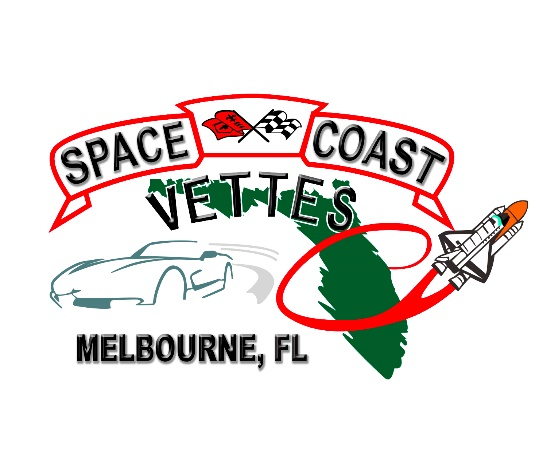 SPACE COAST
VETTES
MELBOURNE, FL